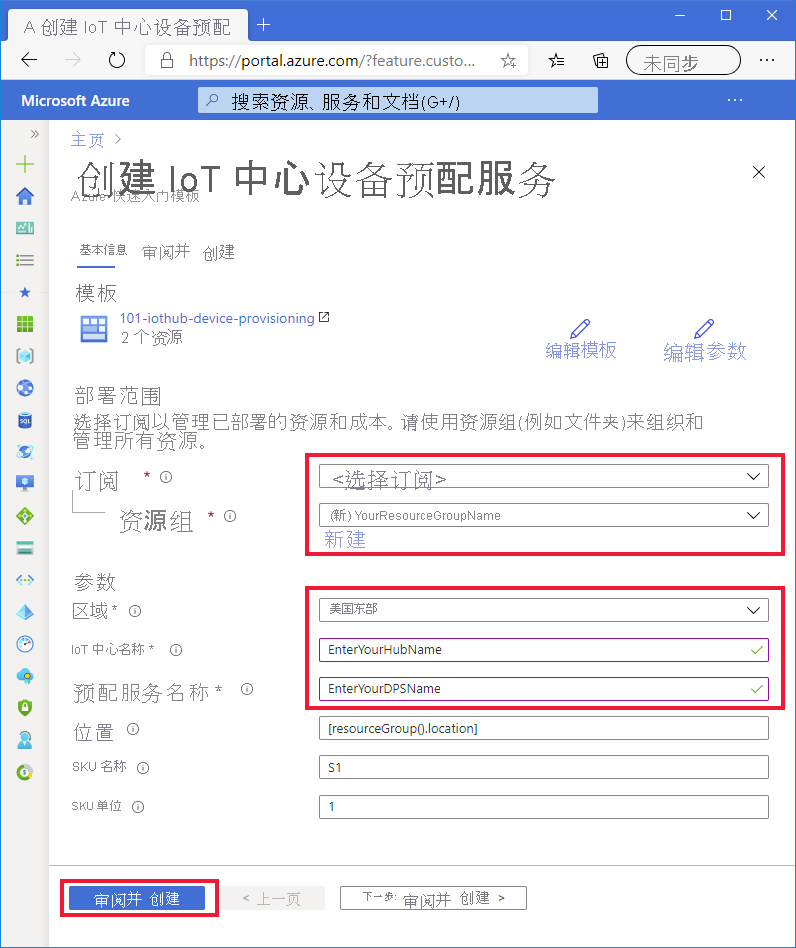 A 创建 IoT 中心设备预配
https://portal.azure.com/?feature.custo...
未同步
Microsoft Azure
搜索资源、服务和文档(G+/)
主页 >
创建 IoT 中心设备预配服务
Azure 快速入门模板
基本信息 审阅并 创建
模板
101-iothub-device-provisioning
2 个资源
编辑模板 编辑参数
部署范围
选择订阅以管理已部署的资源和成本。请使用资源组(例如文件夹)来组织和
管理所有资源。
订阅 * <选择订阅>
资源组 * (新) YourResourceGroupName
新建
参数
区域 * 美国东部
IoT 中心名称 * EnterYourHubName
预配服务名称 * EnterYourDPSName
位置 [resourceGroup().location]
SKU 名称 S1
SKU 单位 1
审阅并 创建 < 上一页 下一步: 审阅并 创建 >